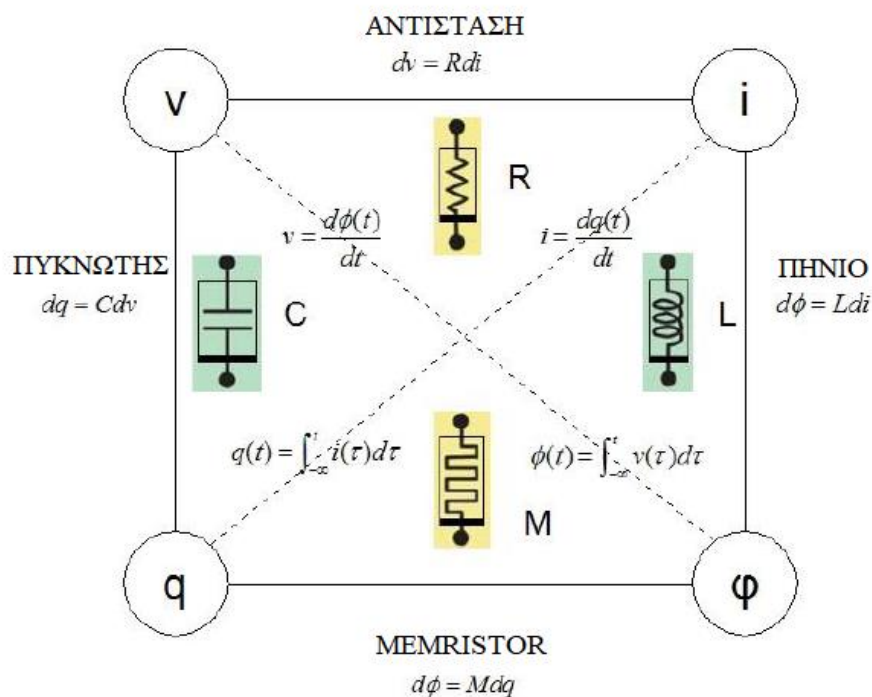 ΑΝΤΙΣΤΑΣΗ
dv = Rdi
v
i
R
v = dϕ(t)/dt
i = dq(t)/dt
ΠΥΚΝΩΤΗΣ
dq = Cdv
C
L
ΠΗΝΙΟ
dϕ = Ldi
q(t) = ∫_{-∞}^{t} i(τ)dτ
ϕ(t) = ∫_{-∞}^{t} v(τ)dτ
M
q
φ
MEMRISTOR
dϕ = Mdq